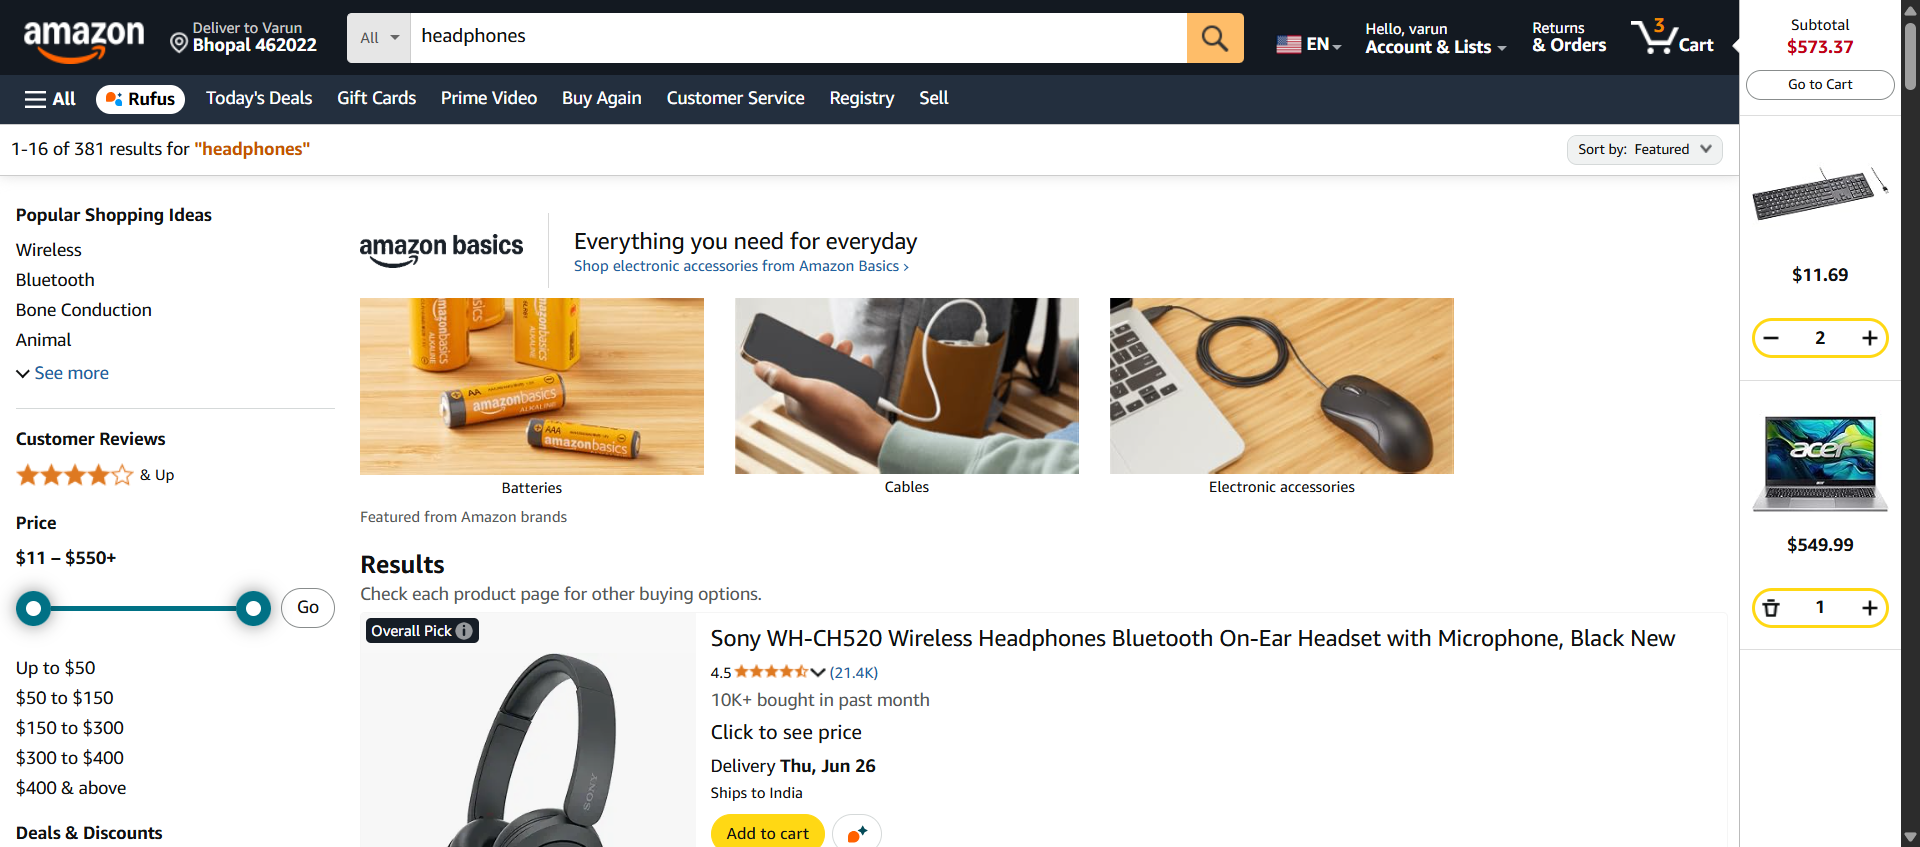 amazon
Deliver to Varun
Bhopal 462022
All
headphones
EN
Hello, varun
Account & Lists
Returns
& Orders
3
Cart
Subtotal
$573.37
Go to Cart
All
Rufus
Today's Deals
Gift Cards
Prime Video
Buy Again
Customer Service
Registry
Sell
1-16 of 381 results for "headphones"
Sort by: Featured
Popular Shopping Ideas
Wireless
Bluetooth
Bone Conduction
Animal
See more
Customer Reviews
& Up
Price
$11 – $550+
Go
Up to $50
$50 to $150
$150 to $300
$300 to $400
$400 & above
Deals & Discounts
amazon basics
Everything you need for everyday
Shop electronic accessories from Amazon Basics ›
AA
amazonbasics
ALKALINE
AAA
amazonbasics
Batteries
Cables
Electronic accessories
Featured from Amazon brands
Results
Check each product page for other buying options.
Overall Pick
SONY
Sony WH-CH520 Wireless Headphones Bluetooth On-Ear Headset with Microphone, Black New
4.5
(21.4K)
10K+ bought in past month
Click to see price
Delivery Thu, Jun 26
Ships to India
Add to cart
$11.69
2
acer
$549.99
1